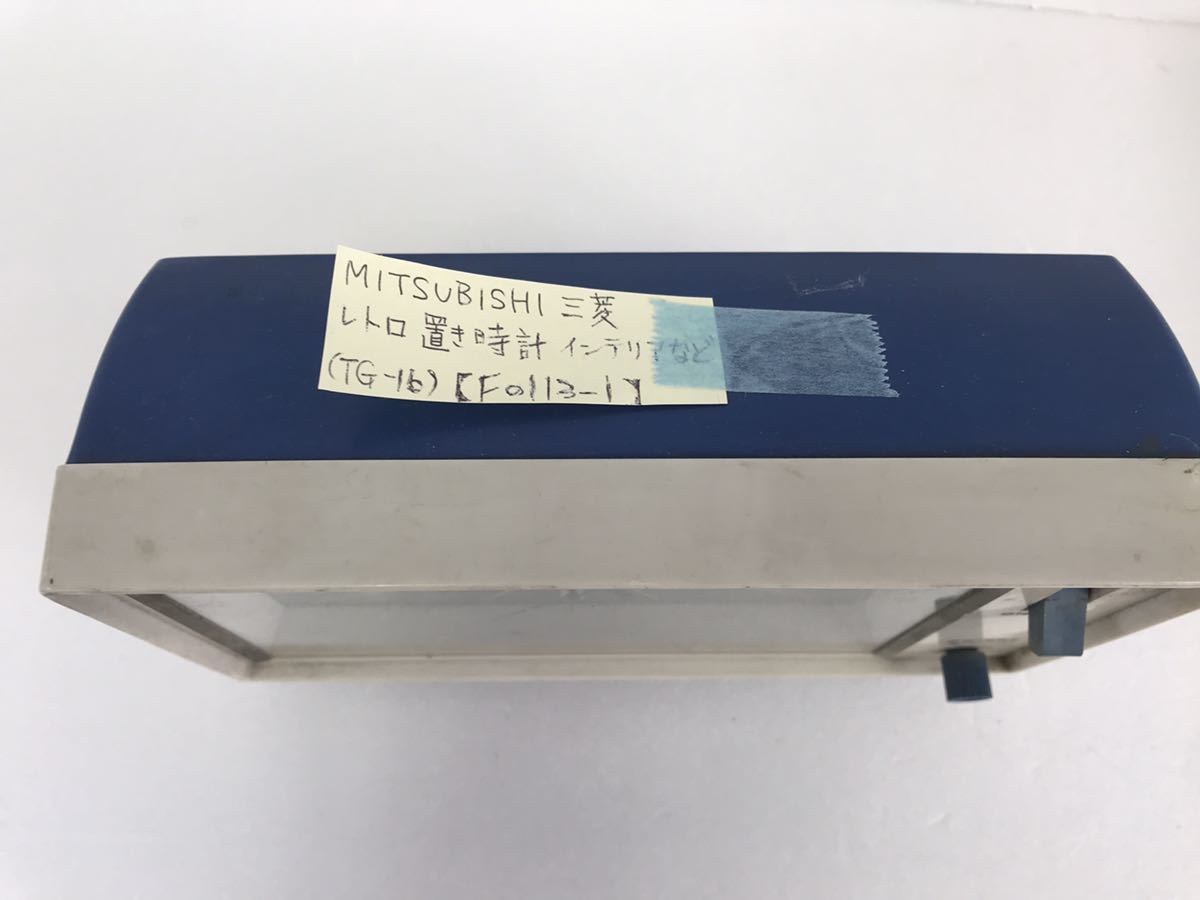 MITSUBISHI 三菱
レトロ 置き時計 インテリアなど
(TG-16)【F0113-1】